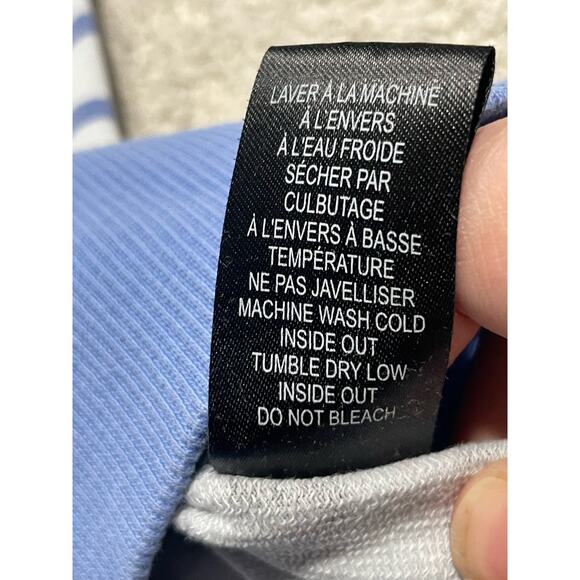 LAVER À LA MACHINE
À L'ENVERS
À L'EAU FROIDE
SÉCHER PAR
CULBUTAGE
À L'ENVERS À BASSE
TEMPÉRATURE
NE PAS JAVELLISER
MACHINE WASH COLD
INSIDE OUT
TUMBLE DRY LOW
INSIDE OUT
DO NOT BLEACH